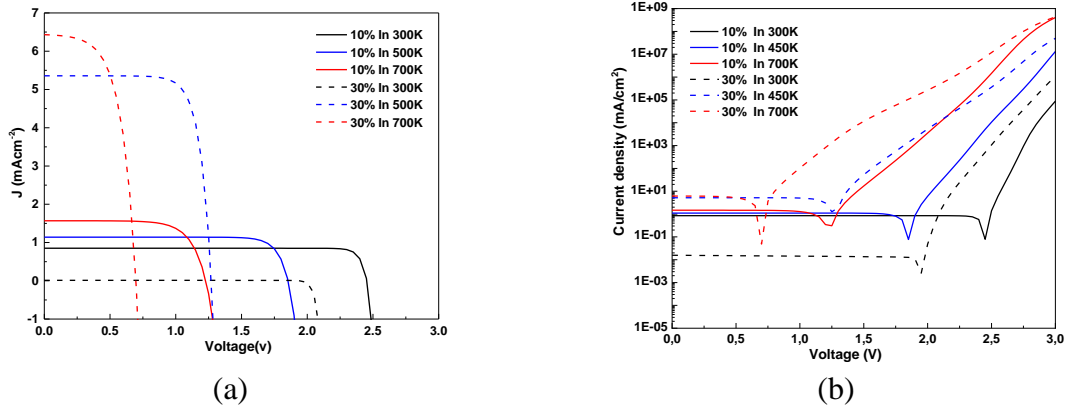 7
6
5
4
3
2
1
0
-1
J (mAcm-2)
10% In 300K
10% In 500K
10% In 700K
30% In 300K
30% In 500K
30% In 700K
0.0 0.5 1.0 1.5 2.0 2.5 3.0
Voltage(v)
(a)
1E+09
1E+07
1E+05
1E+03
1E+01
1E-01
1E-03
1E-05
Current density (mA/cm2)
10% In 300K
10% In 450K
10% In 700K
30% In 300K
30% In 450K
30% In 700K
0,0 0,5 1,0 1,5 2,0 2,5 3,0
Voltage (V)
(b)